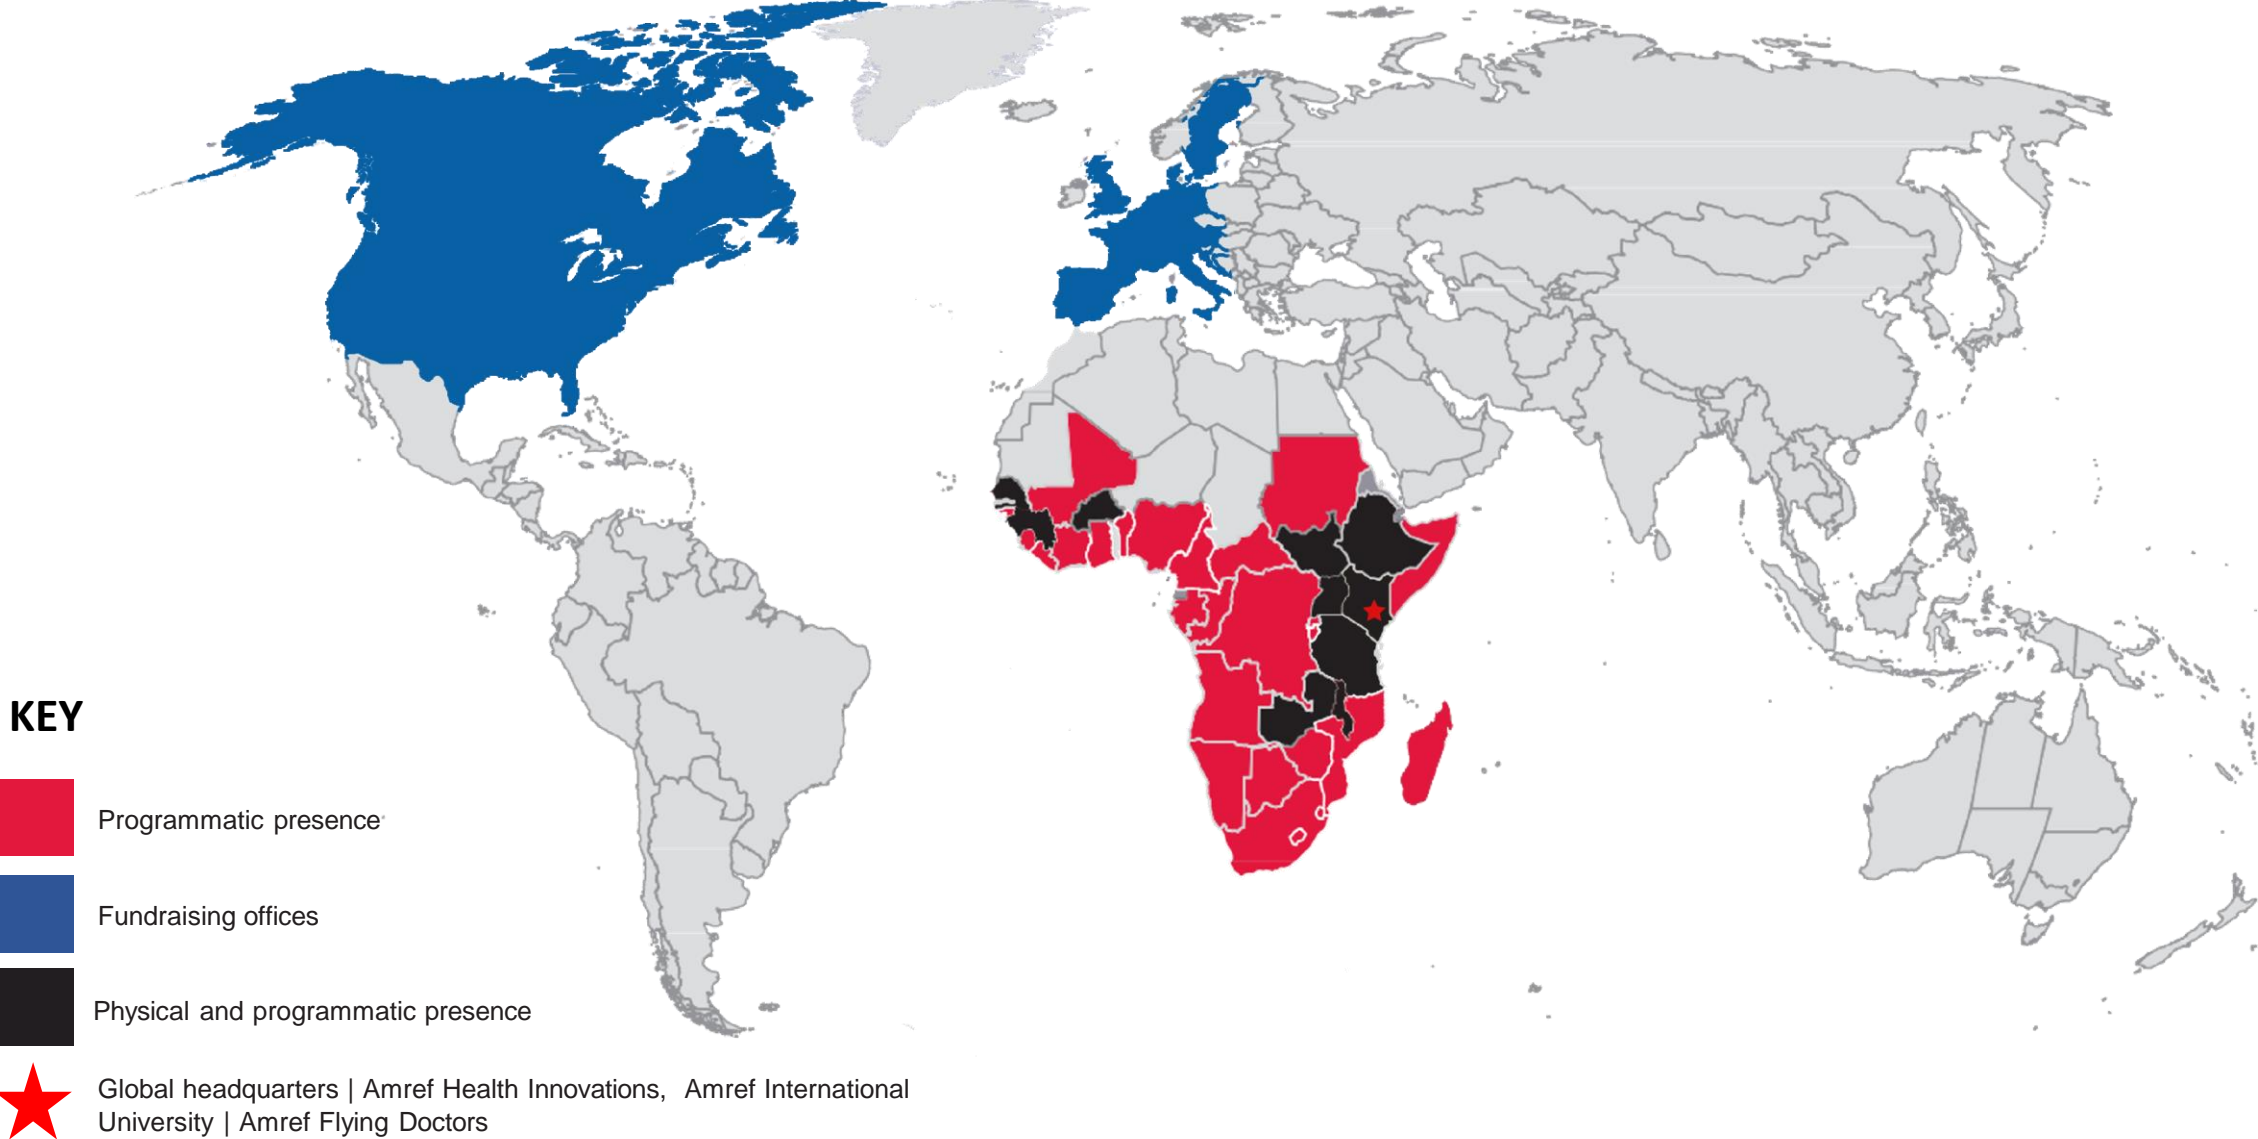 KEY
Programmatic presence
Fundraising offices
Physical and programmatic presence
Global headquarters | Amref Health Innovations, Amref International
University | Amref Flying Doctors